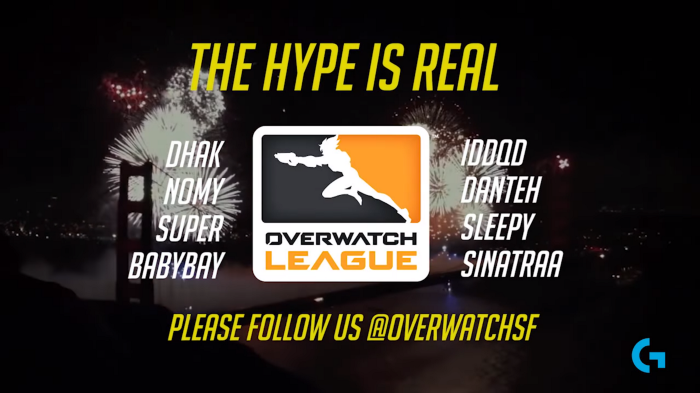 THE HYPE IS REAL
DHAK
NOMY
SUPER
BABYBAY
OVERWATCH
LEAGUE
IDDQD
DANTEH
SLEEPY
SINATRAA
PLEASE FOLLOW US @OVERWATCHSF